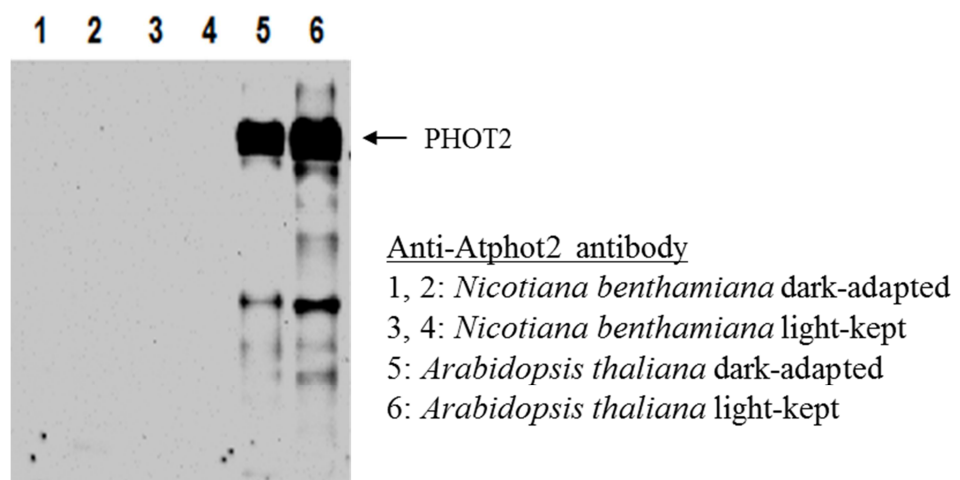 1 2 3 4 5 6
PHOT2
Anti-Atphot2 antibody
1, 2: Nicotiana benthamiana dark-adapted
3, 4: Nicotiana benthamiana light-kept
5: Arabidopsis thaliana dark-adapted
6: Arabidopsis thaliana light-kept